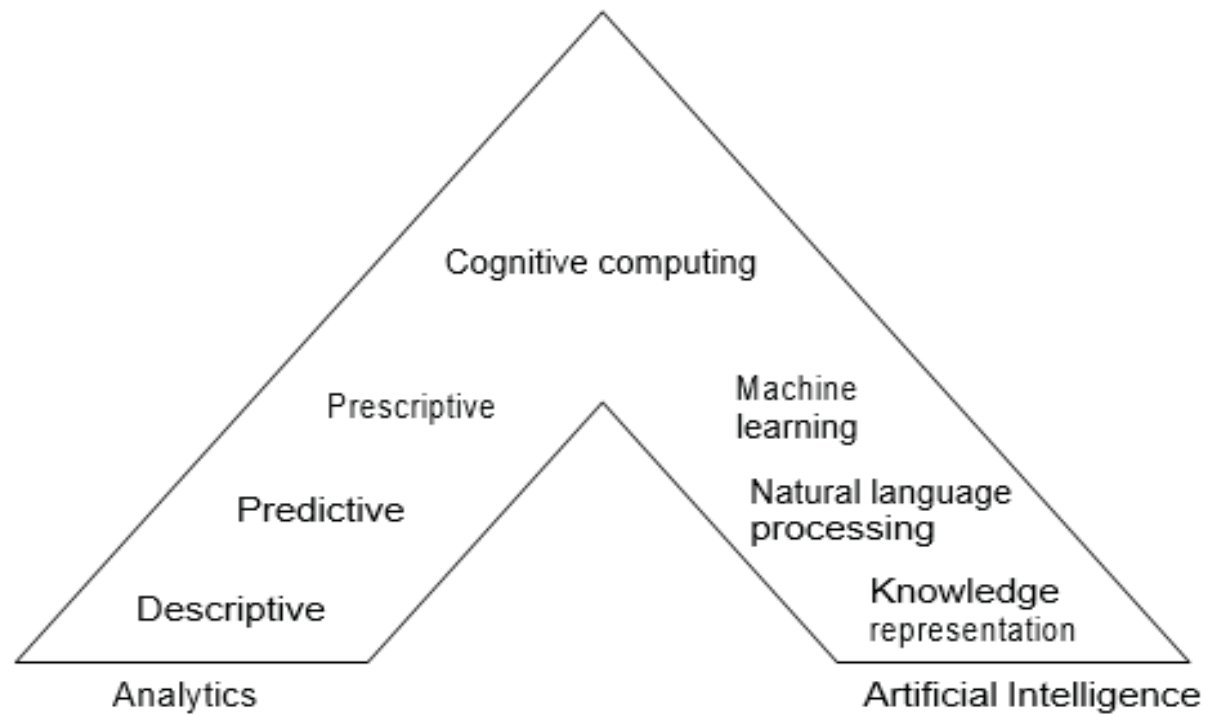 Cognitive computing
Prescriptive
Machine
learning
Predictive
Natural language
processing
Descriptive
Knowledge
representation
Analytics
Artificial Intelligence